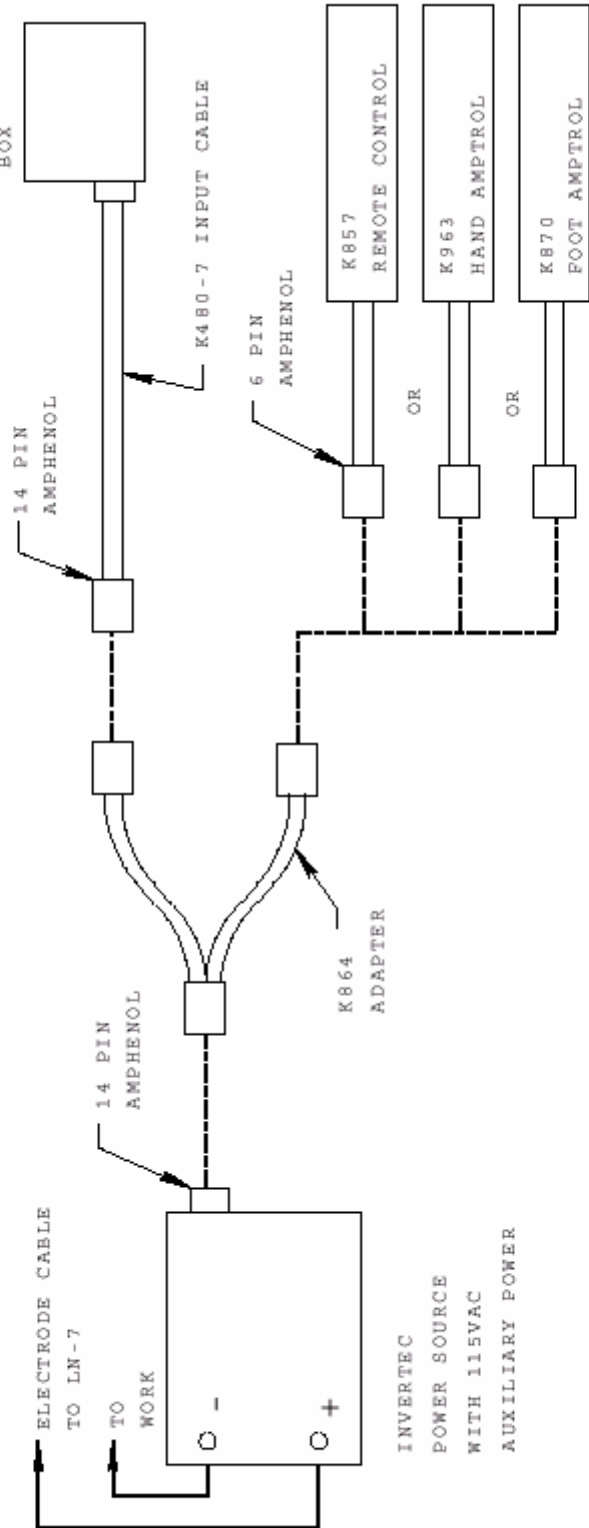 BOX
14 PIN
AMPHENOL
K480-7 INPUT CABLE
6 PIN
AMPHENOL
K857
REMOTE CONTROL
OR
K963
HAND AMPTROL
OR
K870
FOOT AMPTROL
K864
ADAPTER
14 PIN
AMPHENOL
ELECTRODE CABLE
TO LN-7
TO
WORK
-
+
INVERTEC
POWER SOURCE
WITH 115VAC
AUXILIARY POWER